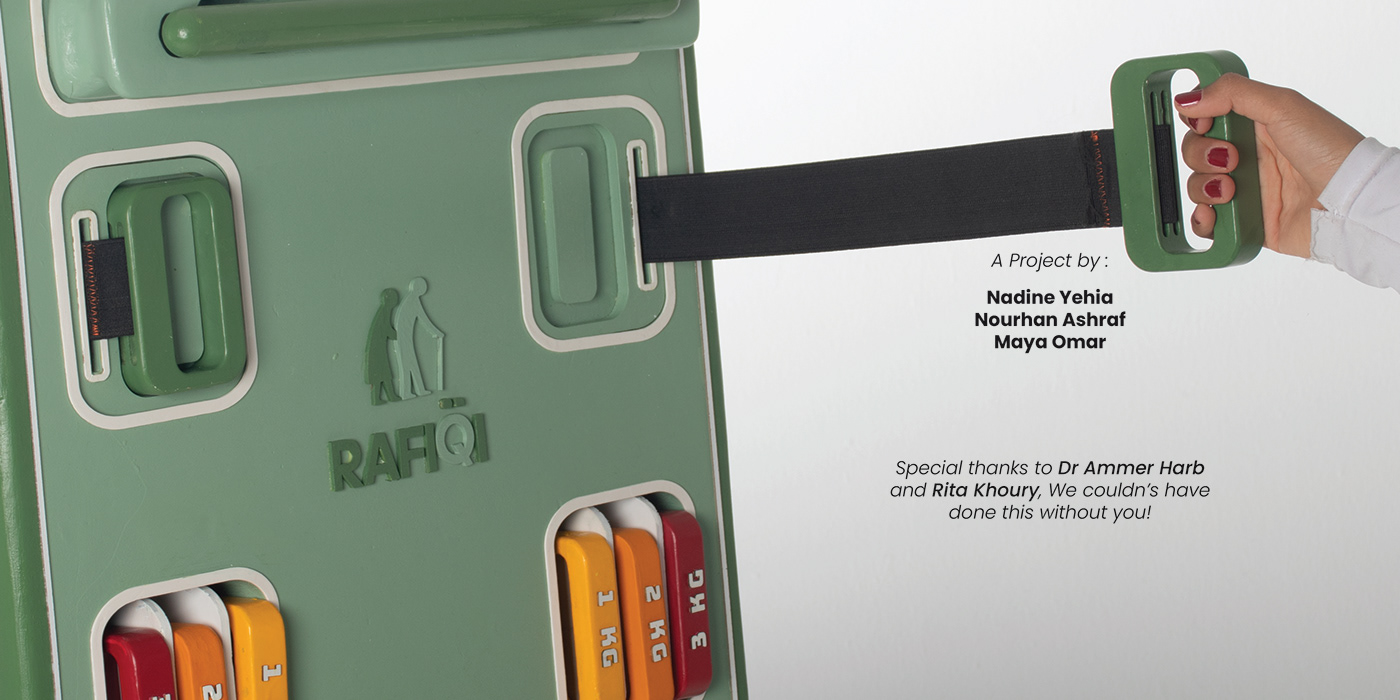 A Project by :
Nadine Yehia
Nourhan Ashraf
Maya Omar
Special thanks to Dr Ammer Harb
and Rita Khoury, We couldn's have
done this without you!
RAFIQI
1 KG
2 KG
3 KG
3
2
1